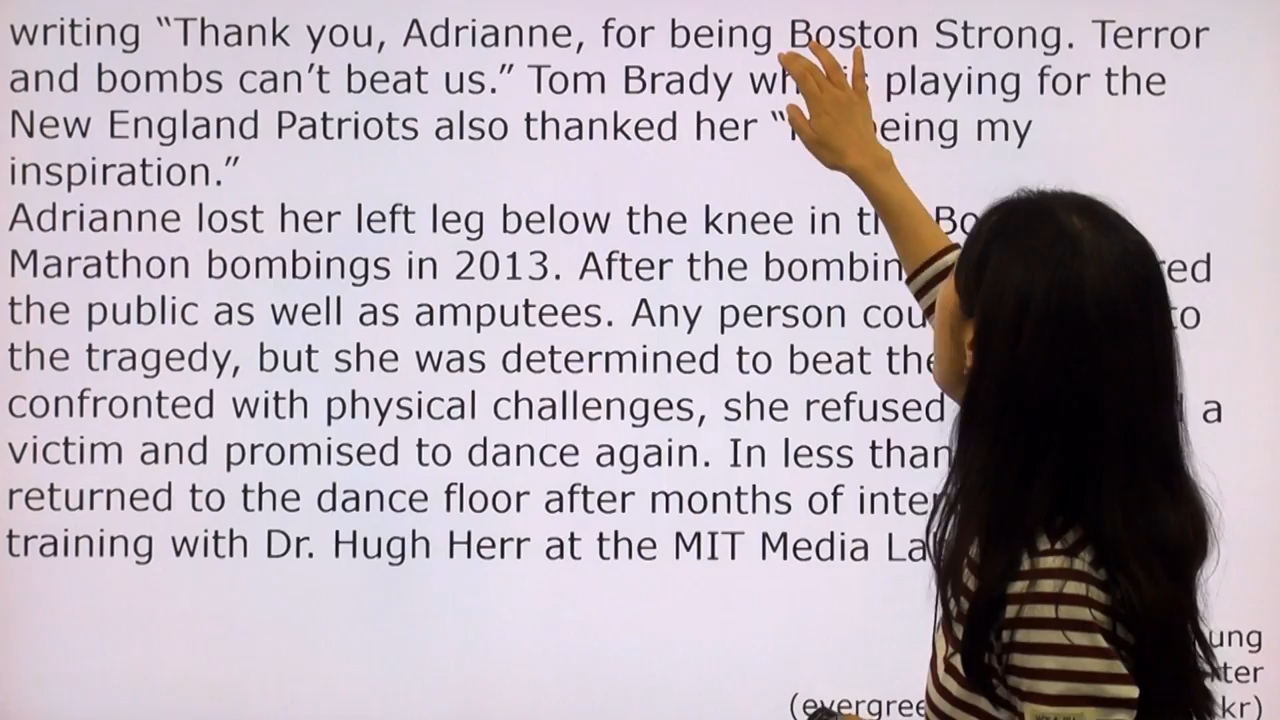 writing “Thank you, Adrianne, for being Boston Strong. Terror
and bombs can’t beat us.” Tom Brady playing for the
New England Patriots also thanked her “ being my
inspiration.”
Adrianne lost her left leg below the knee in
Marathon bombings in 2013. After the
the public as well as amputees. Any person to
the tragedy, but she was determined to beat
confronted with physical challenges, she refused a
victim and promised to dance again. In less than
returned to the dance floor after months of
training with Dr. Hugh Herr at the MIT Media